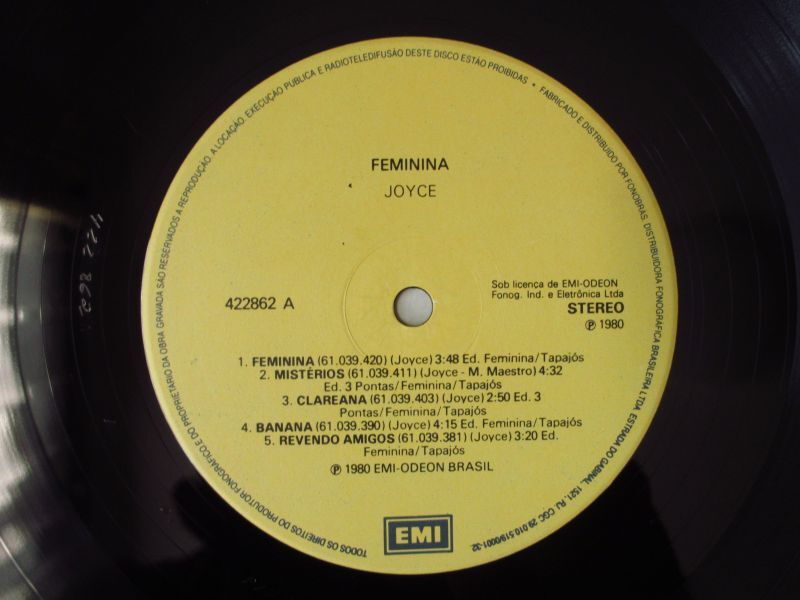 TODOS OS DIREITOS DO PRODUTOR FONOGRÁFICO E DO PROPRIETÁRIO DA OBRA GRAVADA SÃO RESERVADOS A REPRODUÇÃO. A LOCAÇÃO. EXECUÇÃO PÚBLICA E RADIOTELEDIFUSÃO DESTE DISCO ESTÃO PROIBIDAS • FABRICADO E DISTRIBUIDO POR FONOBRÁS. DISTRIBUIDORA FONOGRÁFICA BRASILEIRA LTDA. ESTRADA DO GABINAL, 1521. RJ. CGC 29.010.519/0001-32
FEMININA
JOYCE
422862 A
Sob licença de EMI-ODEON
Fonog. Ind. e Eletrônica Ltda
STEREO
℗ 1980
1. FEMININA (61.039.420) (Joyce) 3:48 Ed. Feminina/Tapajós
2. MISTÉRIOS (61.039.411) (Joyce - M. Maestro) 4:32
Ed. 3 Pontas/Feminina/Tapajós
3. CLAREANA (61.039.403) (Joyce) 2:50 Ed. 3
Pontas/Feminina/Tapajós
4. BANANA (61.039.390) (Joyce) 4:15 Ed. Feminina/Tapajós
5. REVENDO AMIGOS (61.039.381) (Joyce) 3:20 Ed.
Feminina/Tapajós
℗ 1980 EMI-ODEON BRASIL
EMI